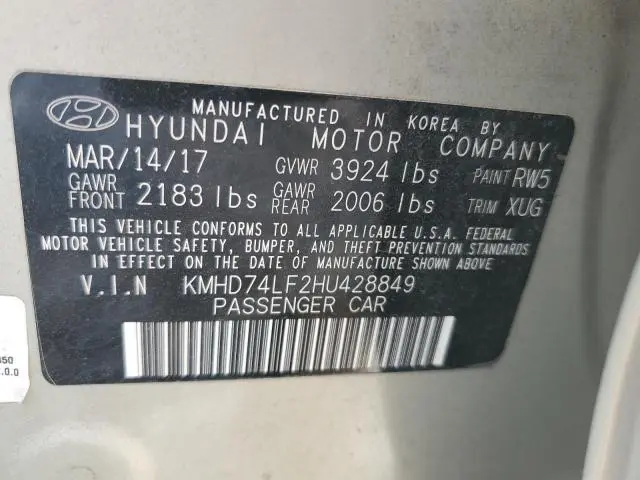 MANUFACTURED IN KOREA BY
HYUNDAI MOTOR COMPANY
MAR/14/17 GVWR 3924 lbs PAINT RW5
GAWR FRONT 2183 lbs GAWR REAR 2006 lbs TRIM XUG
THIS VEHICLE CONFORMS TO ALL APPLICABLE U.S.A. FEDERAL
MOTOR VEHICLE SAFETY, BUMPER, AND THEFT PREVENTION STANDARDS
IN EFFECT ON THE DATE OF MANUFACTURE SHOWN ABOVE
V.I.N KMHD74LF2HU428849
PASSENGER CAR